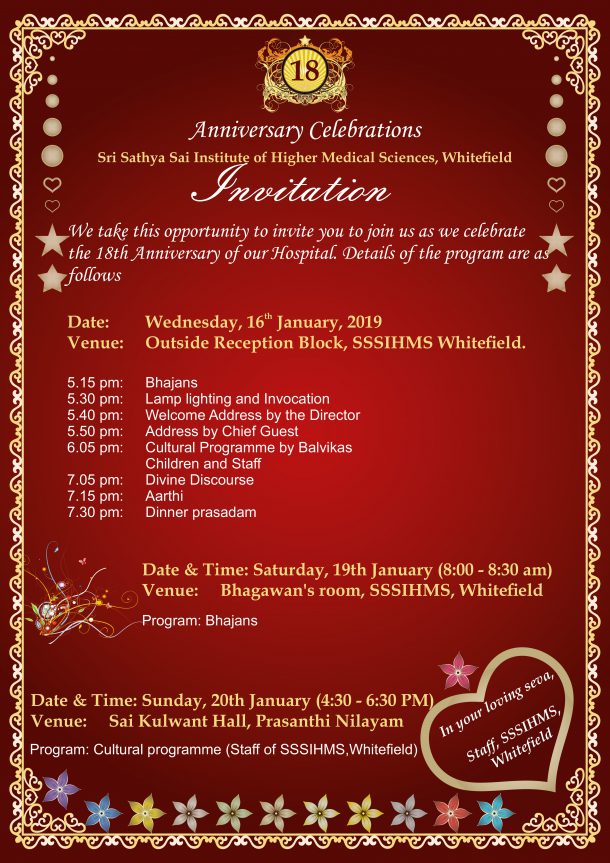 18
Anniversary Celebrations
Sri Sathya Sai Institute of Higher Medical Sciences, Whitefield
Invitation
We take this opportunity to invite you to join us as we celebrate
the 18th Anniversary of our Hospital. Details of the program are as
follows
Date: Wednesday, 16th January, 2019
Venue: Outside Reception Block, SSSIHMS Whitefield.
5.15 pm: Bhajans
5.30 pm: Lamp lighting and Invocation
5.40 pm: Welcome Address by the Director
5.50 pm: Address by Chief Guest
6.05 pm: Cultural Programme by Balvikas
Children and Staff
7.05 pm: Divine Discourse
7.15 pm: Aarthi
7.30 pm: Dinner prasadam
Date & Time: Saturday, 19th January (8:00 - 8:30 am)
Venue: Bhagawan's room, SSSIHMS, Whitefield
Program: Bhajans
Date & Time: Sunday, 20th January (4:30 - 6:30 PM)
Venue: Sai Kulwant Hall, Prasanthi Nilayam
Program: Cultural programme (Staff of SSSIHMS,Whitefield)
In your loving seva,
Staff, SSSIHMS,
Whitefield